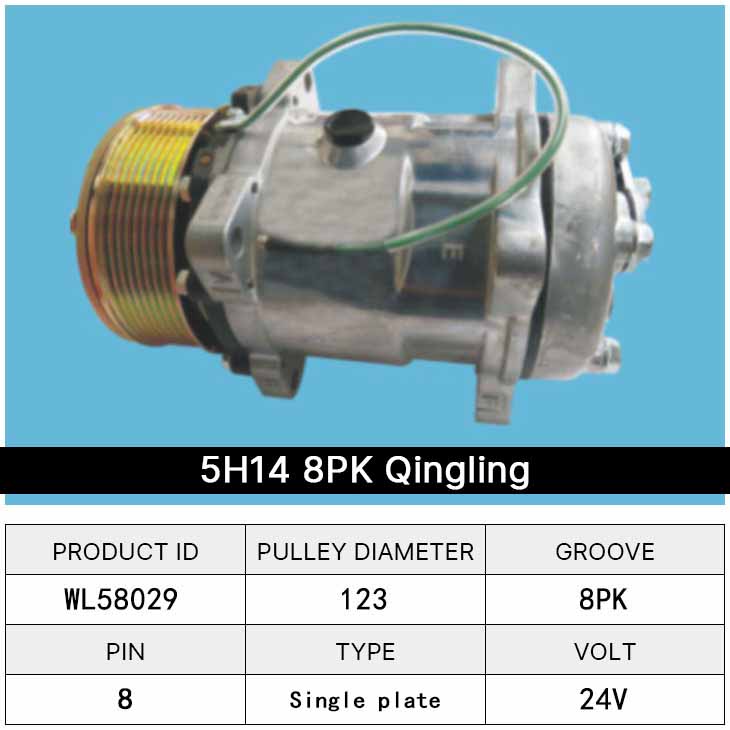 E
5H14 8PK Qingling
PRODUCT ID PULLEY DIAMETER GROOVE
WL58029 123 8PK
PIN TYPE VOLT
8 Single plate 24V